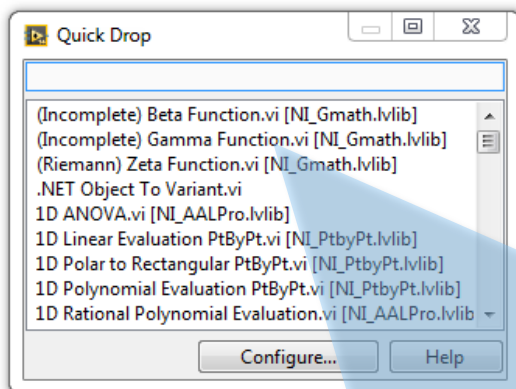 Quick Drop
(Incomplete) Beta Function.vi [NI_Gmath.lvlib]
(Incomplete) Gamma Function.vi [NI_Gmath.lvlib]
(Riemann) Zeta Function.vi [NI_Gmath.lvlib]
.NET Object To Variant.vi
1D ANOVA.vi [NI_AALPro.lvlib]
1D Linear Evaluation PtByPt.vi [NI_PtbyPt.lvlib]
1D Polar to Rectangular PtByPt.vi [NI_PtbyPt.lvlib]
1D Polynomial Evaluation PtByPt.vi [NI_PtbyPt.lvlib]
1D Rational Polynomial Evaluation.vi [NI_AALPro.lvlib
Configure... Help